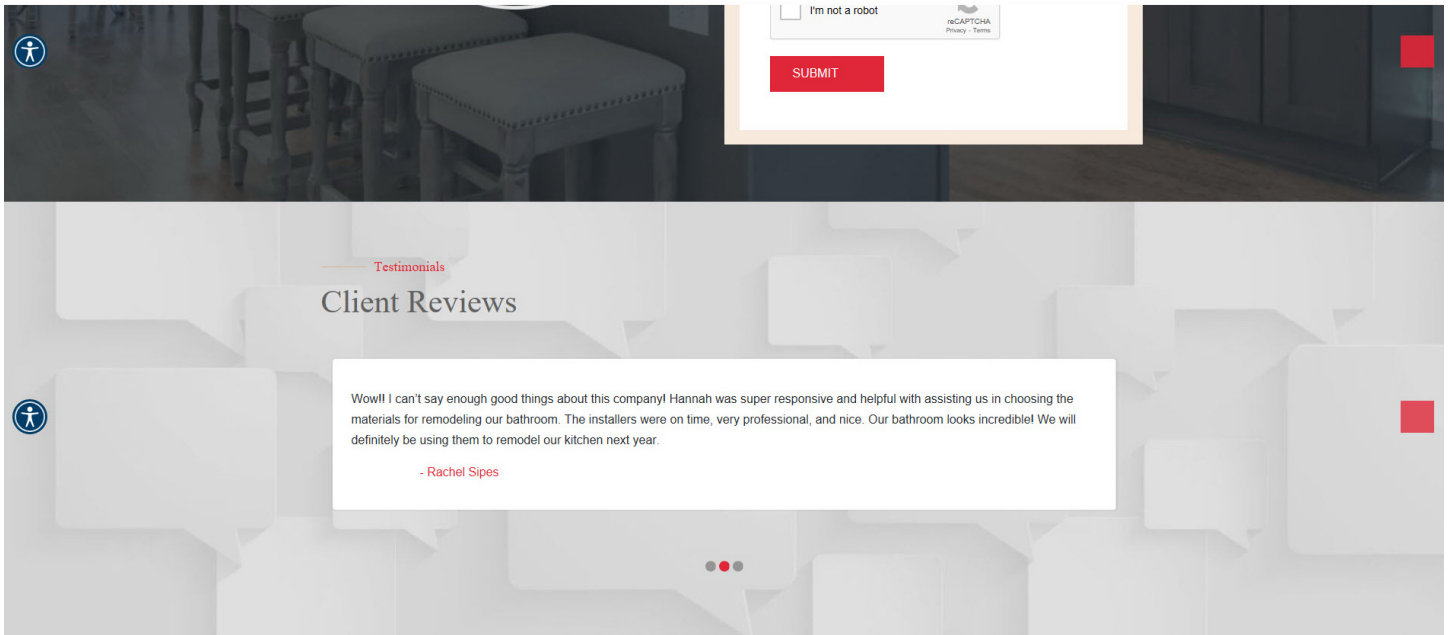 I'm not a robot
reCAPTCHA
Privacy - Terms
SUBMIT
Testimonials
Client Reviews
Wow!! I can't say enough good things about this company! Hannah was super responsive and helpful with assisting us in choosing the
materials for remodeling our bathroom. The installers were on time, very professional, and nice. Our bathroom looks incredible! We will
definitely be using them to remodel our kitchen next year.
- Rachel Sipes